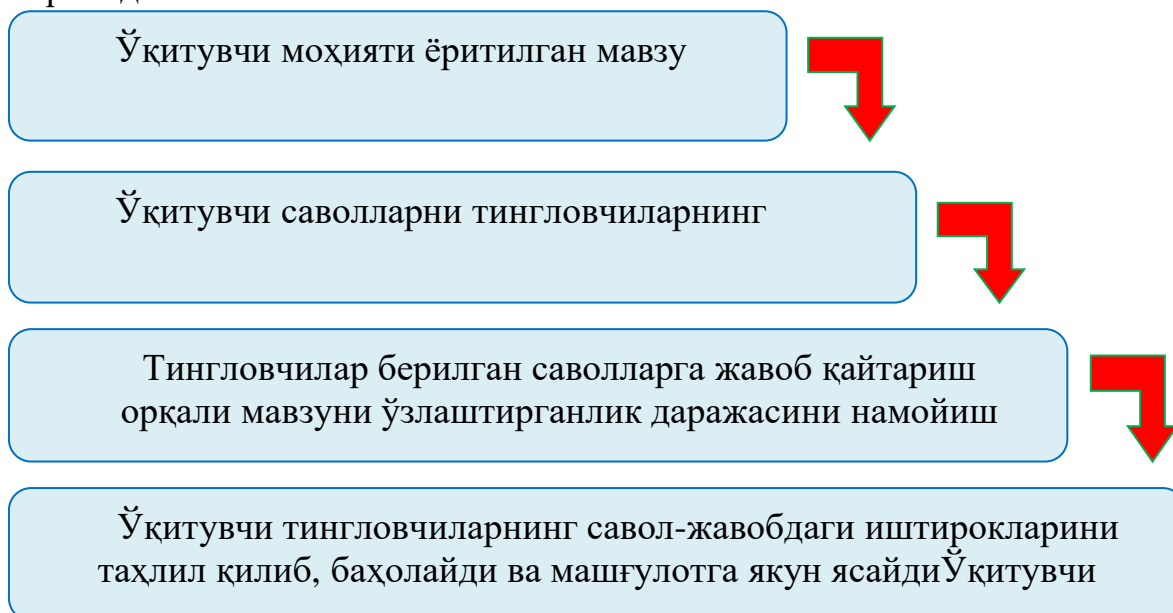 Ўқитувчи моҳияти ёритилган мавзу
Ўқитувчи саволларни тингловчиларнинг
Тингловчилар берилган саволларга жавоб қайтариш
орқали мавзуни ўзлаштирганлик даражасини намойиш
Ўқитувчи тингловчиларнинг савол-жавобдаги иштирокларини
таҳлил қилиб, баҳолайди ва машғулотга якун ясайдиЎқитувчи